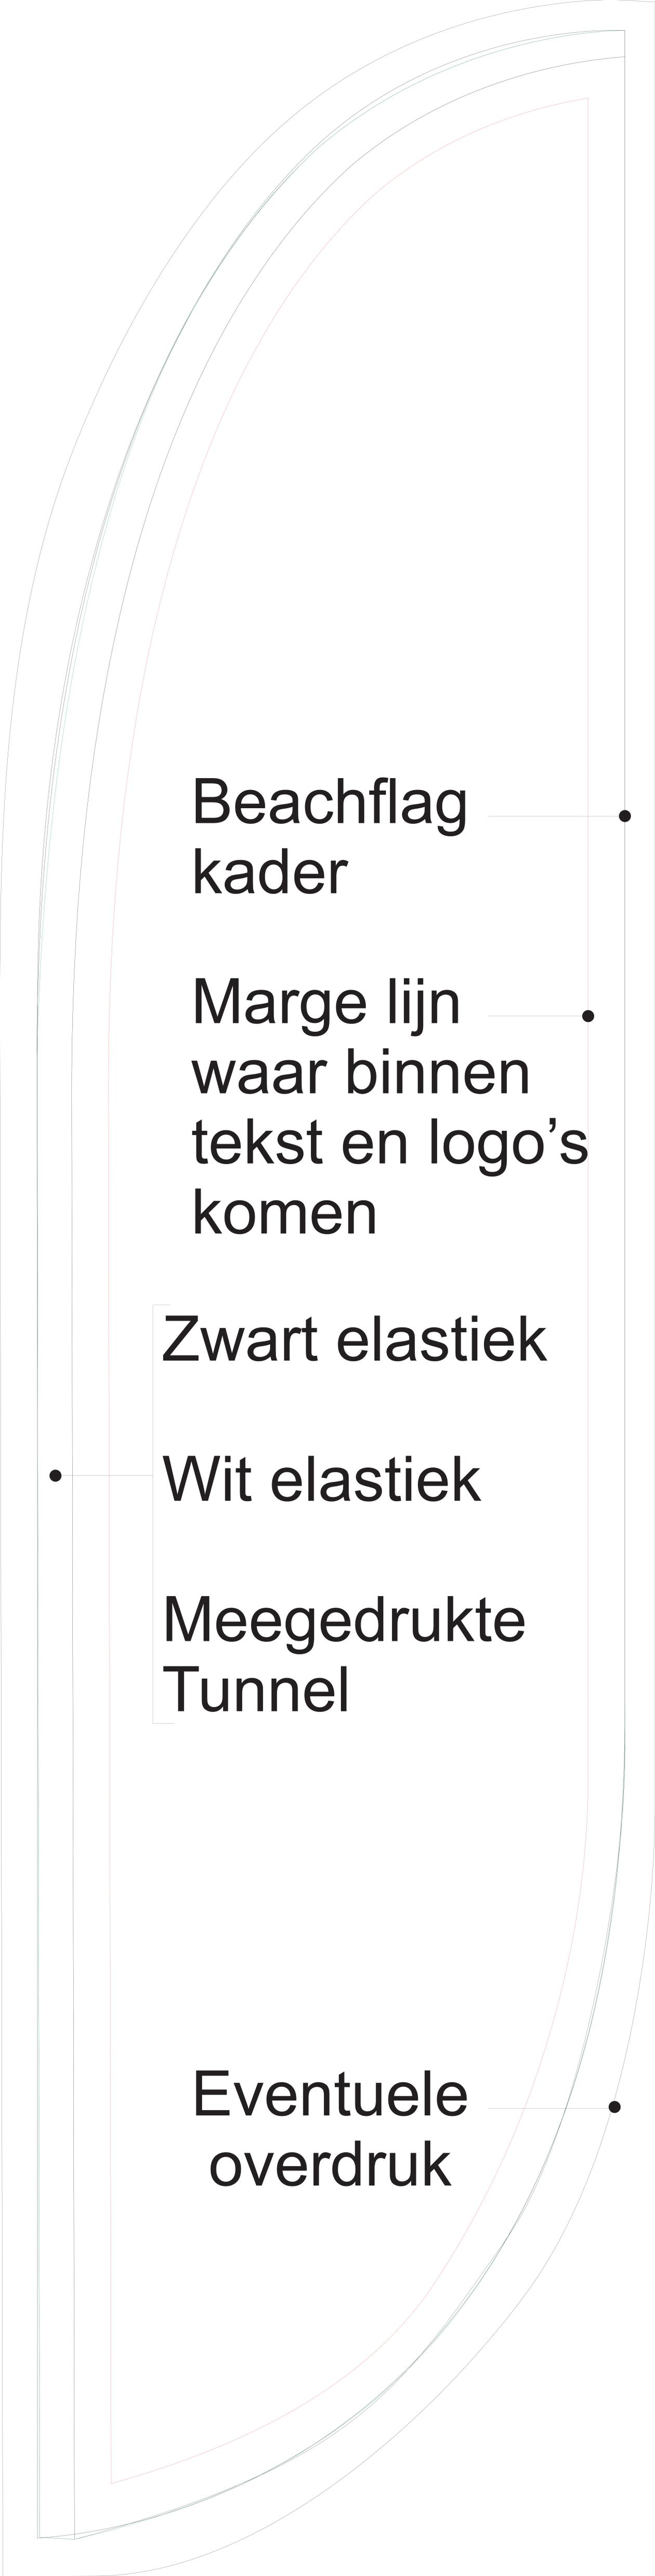 Beachflag
kader
Marge lijn
waar binnen
tekst en logo’s
komen
Zwart elastiek
Wit elastiek
Meegedrukte
Tunnel
Eventuele
overdruk